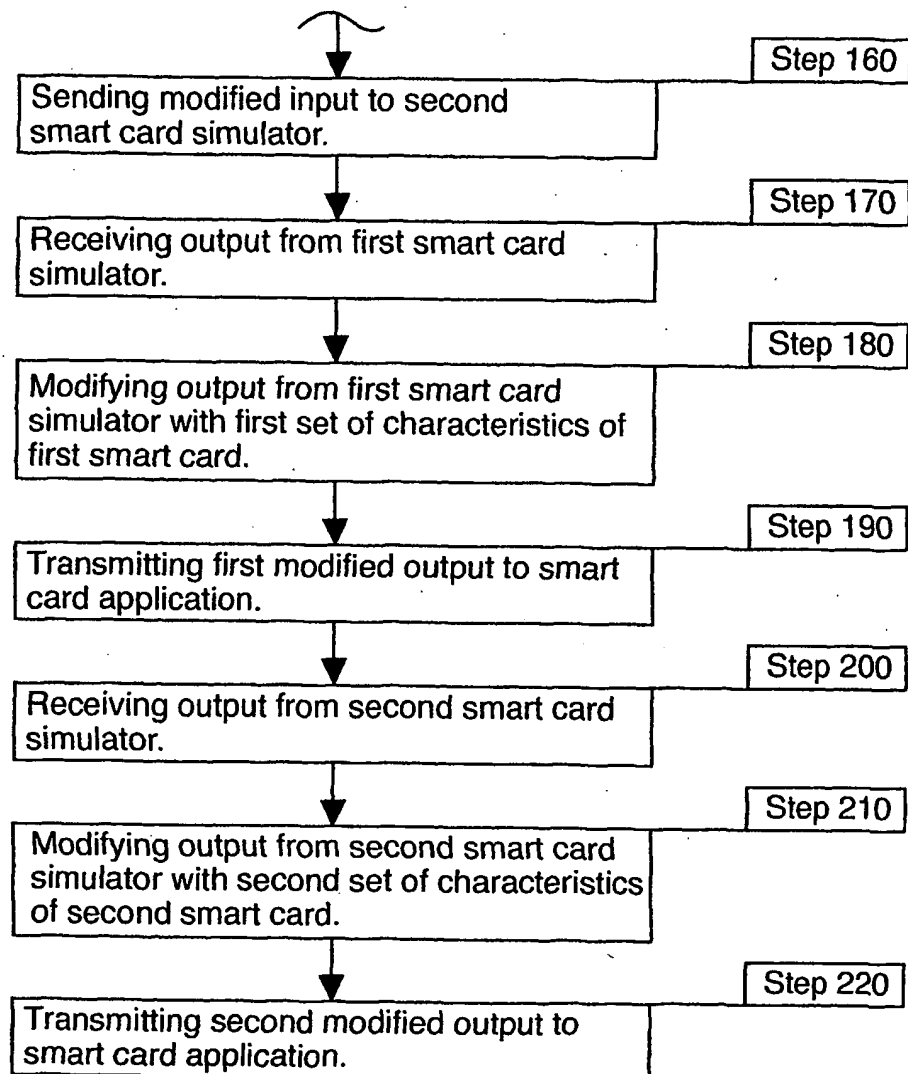 Step 160
Sending modified input to second
smart card simulator.
Step 170
Receiving output from first smart card
simulator.
Step 180
Modifying output from first smart card
simulator with first set of characteristics of
first smart card.
Step 190
Transmitting first modified output to smart
card application.
Step 200
Receiving output from second smart card
simulator.
Step 210
Modifying output from second smart card
simulator with second set of characteristics
of second smart card.
Step 220
Transmitting second modified output to
smart card application.